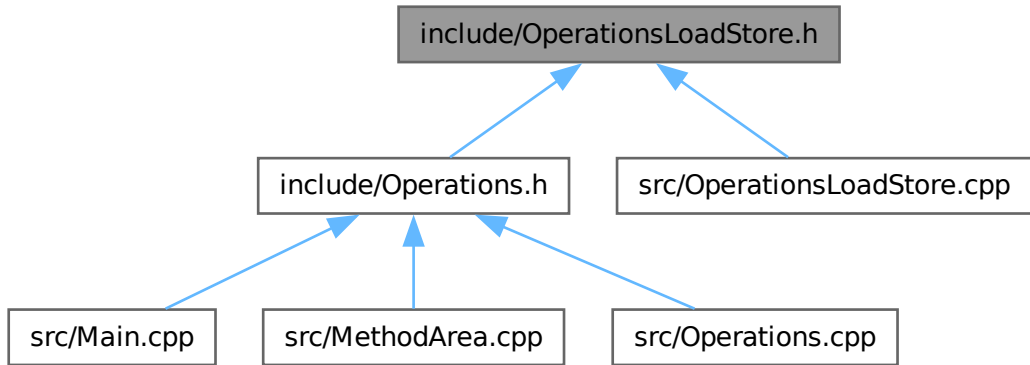 include/OperationsLoadStore.h
include/Operations.h
src/OperationsLoadStore.cpp
src/Main.cpp
src/MethodArea.cpp
src/Operations.cpp